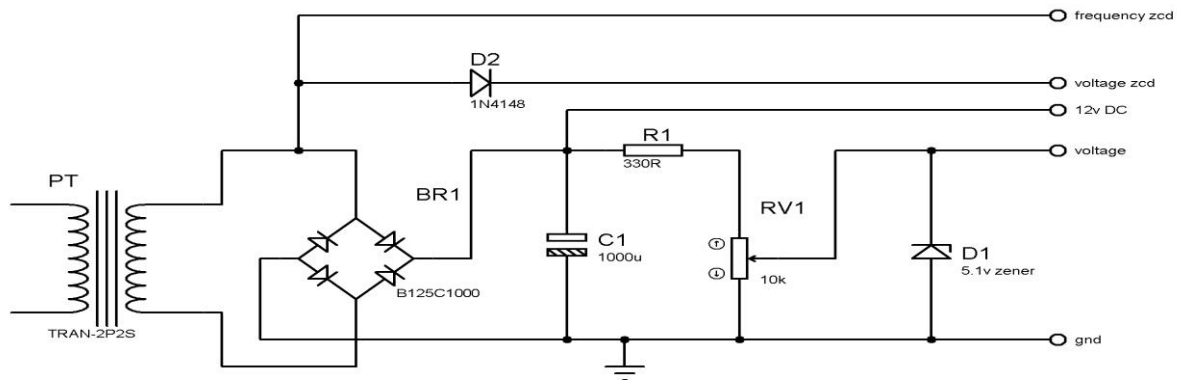 frequency zcd
D2
1N4148
voltage zcd
12v DC
R1
330R
voltage
PT
BR1
RV1
C1
1000u
10k
D1
5.1v zener
B125C1000
TRAN-2P2S
gnd